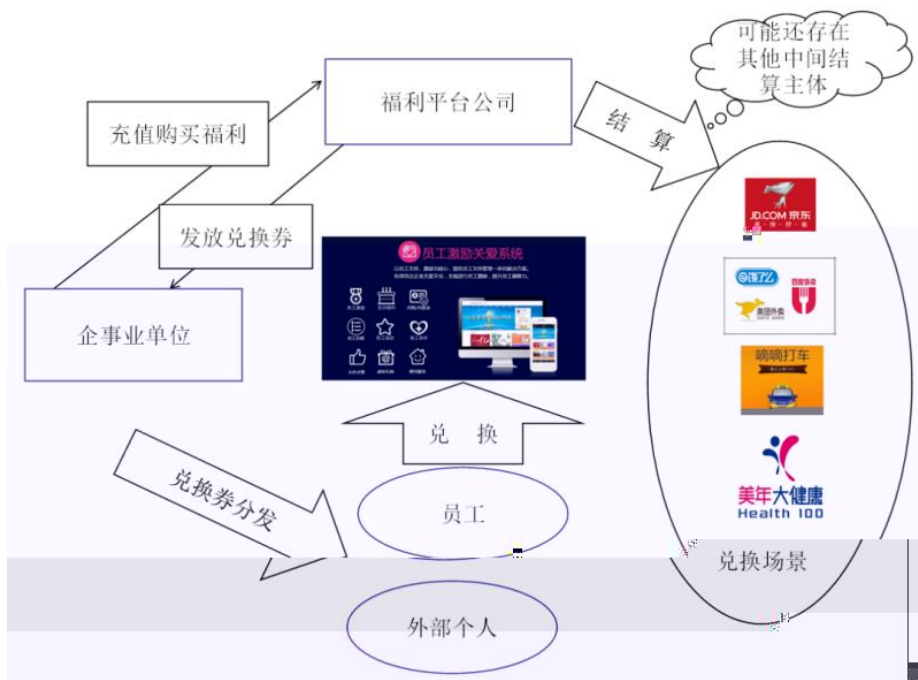 可能还存在
其他中间结
算主体
福利平台公司
结 算
充值购买福利
发放兑换券
企事业单位
员工激励关爱系统
JD.COM 京东
多·快·好·省
饿了么
百度外卖
美团外卖
嘀嘀打车
兑 换
美年大健康
Health 100
兑换券分发
员工
兑换场景
外部个人